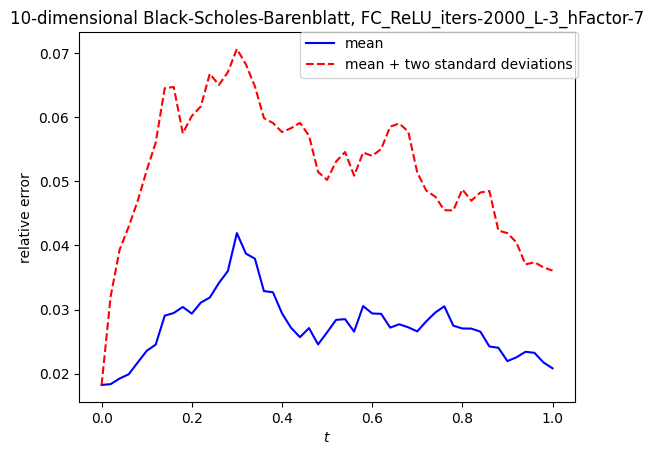 10-dimensional Black-Scholes-Barenblatt, FC_ReLU_iters-2000_L-3_hFactor-7
mean
mean + two standard deviations
relative error
0.07
0.06
0.05
0.04
0.03
0.02
0.0 0.2 0.4 0.6 0.8 1.0
t